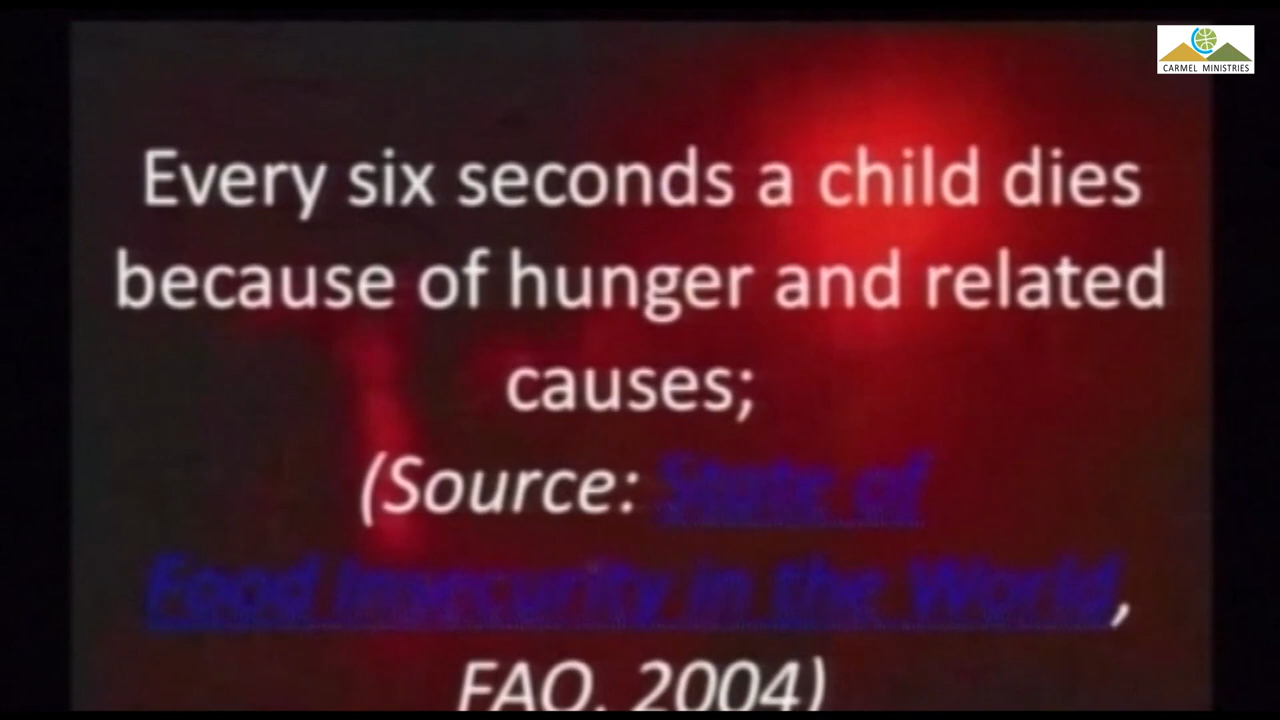 CARMEL MINISTRIES
Every six seconds a child dies
because of hunger and related
causes;
(Source: State of
Food Insecurity in the World,
FAO, 2004)